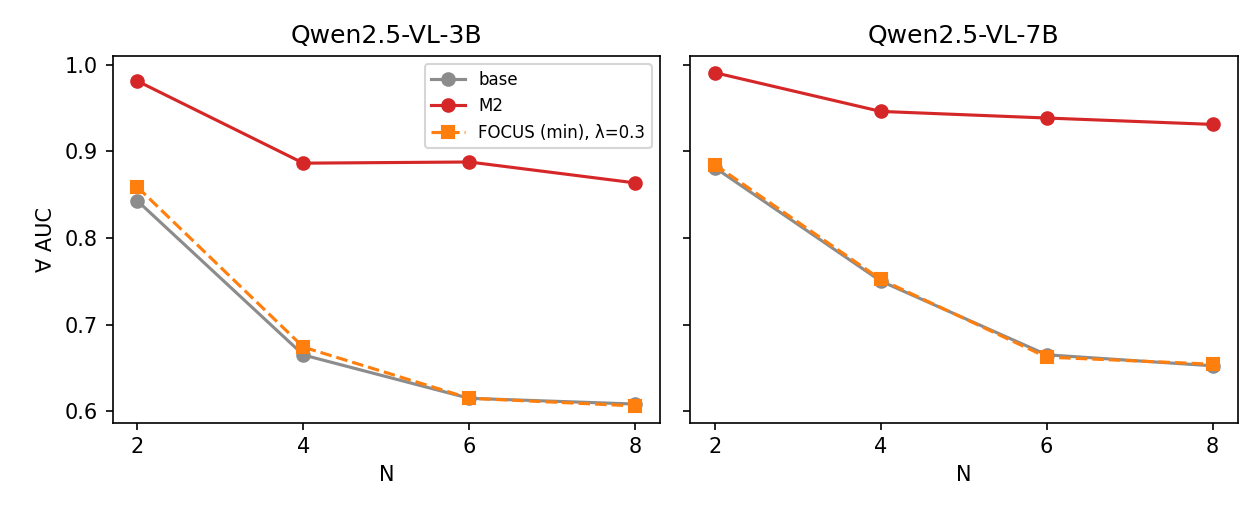 Qwen2.5-VL-3B
Qwen2.5-VL-7B
∀ AUC
1.0
0.9
0.8
0.7
0.6
base
M2
FOCUS (min), λ=0.3
2 4 6 8
N
2 4 6 8
N